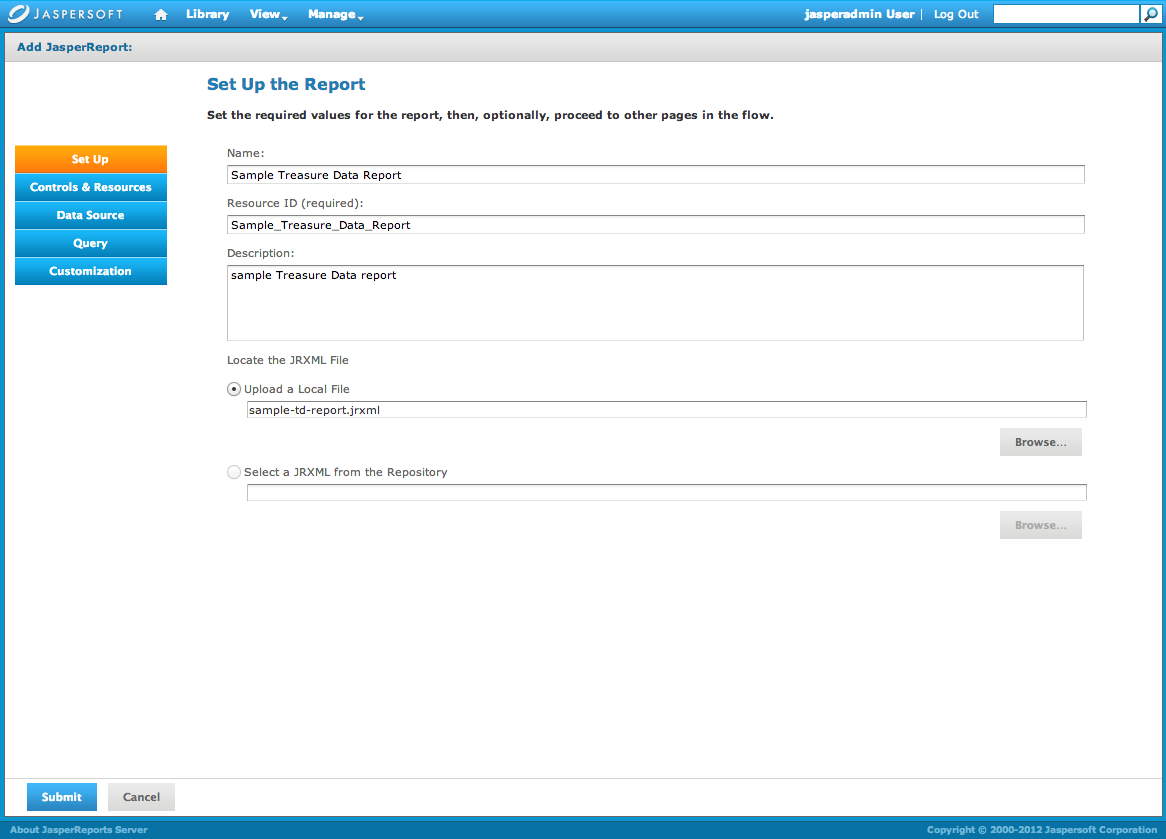 JASPERSOFT Library View Manage jasperadmin User | Log Out
Add JasperReport:
Set Up the Report
Set the required values for the report, then, optionally, proceed to other pages in the flow.
Set Up
Controls & Resources
Data Source
Query
Customization
Name:
Sample Treasure Data Report
Resource ID (required):
Sample_Treasure_Data_Report
Description:
sample Treasure Data report
Locate the JRXML File
Upload a Local File
sample-td-report.jrxml
Browse...
Select a JRXML from the Repository
Browse...
Submit Cancel
About JasperReports Server Copyright © 2000-2012 Jaspersoft Corporation